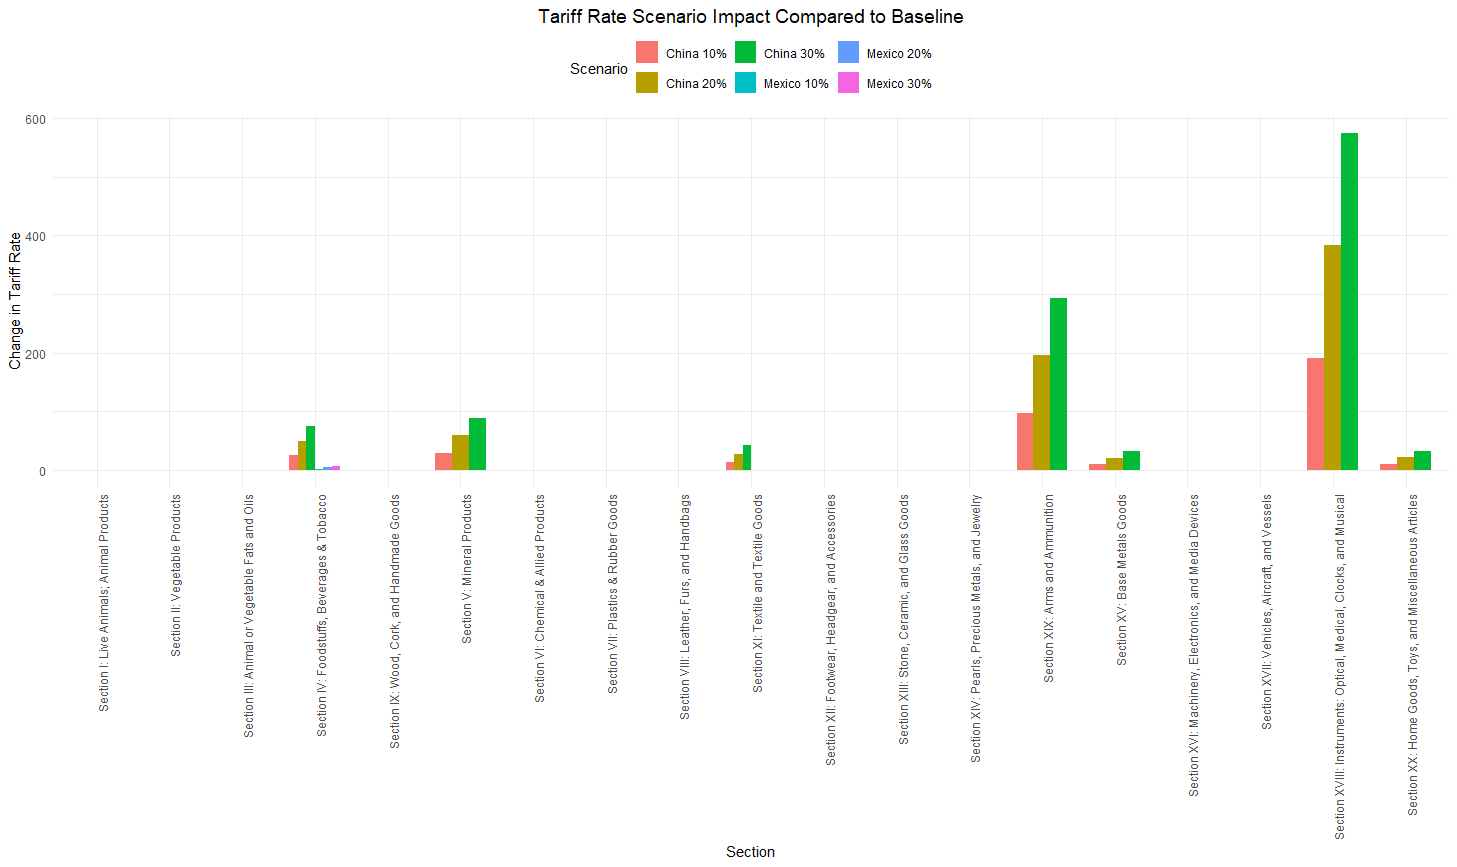 Tariff Rate Scenario Impact Compared to Baseline
Scenario
China 10%
China 30%
Mexico 20%
China 20%
Mexico 10%
Mexico 30%
Change in Tariff Rate
600
400
200
0
Section I: Live Animals; Animal Products
Section II: Vegetable Products
Section III: Animal or Vegetable Fats and Oils
Section IV: Foodstuffs, Beverages & Tobacco
Section IX: Wood, Cork, and Handmade Goods
Section V: Mineral Products
Section VI: Chemical & Allied Products
Section VII: Plastics & Rubber Goods
Section VIII: Leather, Furs, and Handbags
Section XI: Textile and Textile Goods
Section XII: Footwear, Headgear, and Accessories
Section XIII: Stone, Ceramic, and Glass Goods
Section XIV: Pearls, Precious Metals, and Jewelry
Section XIX: Arms and Ammunition
Section XV: Base Metals Goods
Section XVI: Machinery, Electronics, and Media Devices
Section XVII: Vehicles, Aircraft, and Vessels
Section XVIII: Instruments: Optical, Medical, Clocks, and Musical
Section XX: Home Goods, Toys, and Miscellaneous Articles
Section